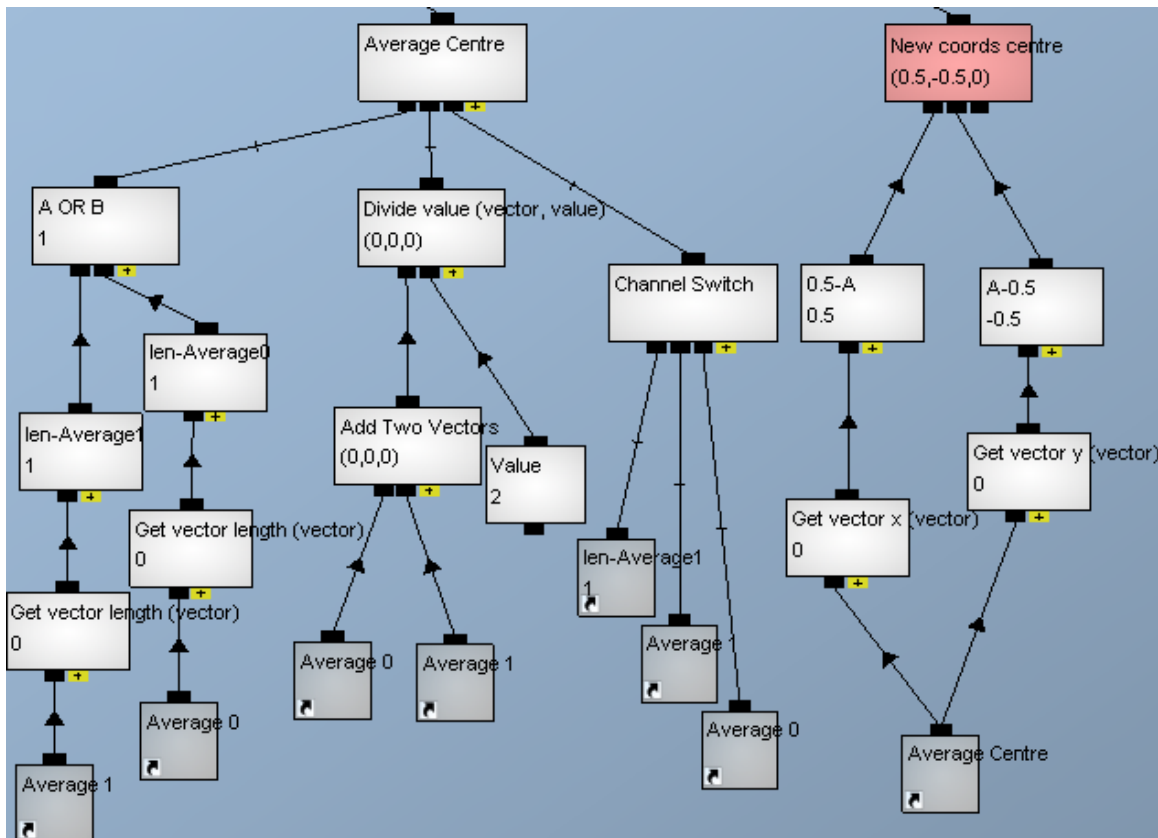 Average Centre
New coords centre
(0.5,-0.5,0)
A OR B
1
Divide value (vector, value)
(0,0,0)
Channel Switch
0.5-A
0.5
A-0.5
-0.5
len-Average0
1
len-Average1
1
Add Two Vectors
(0,0,0)
Value
2
Get vector y (vector)
0
Get vector x (vector)
0
Get vector length (vector)
0
len-Average1
1
Get vector length (vector)
0
Average 0
Average 1
Average 1
Average 0
Average 0
Average Centre
Average 1